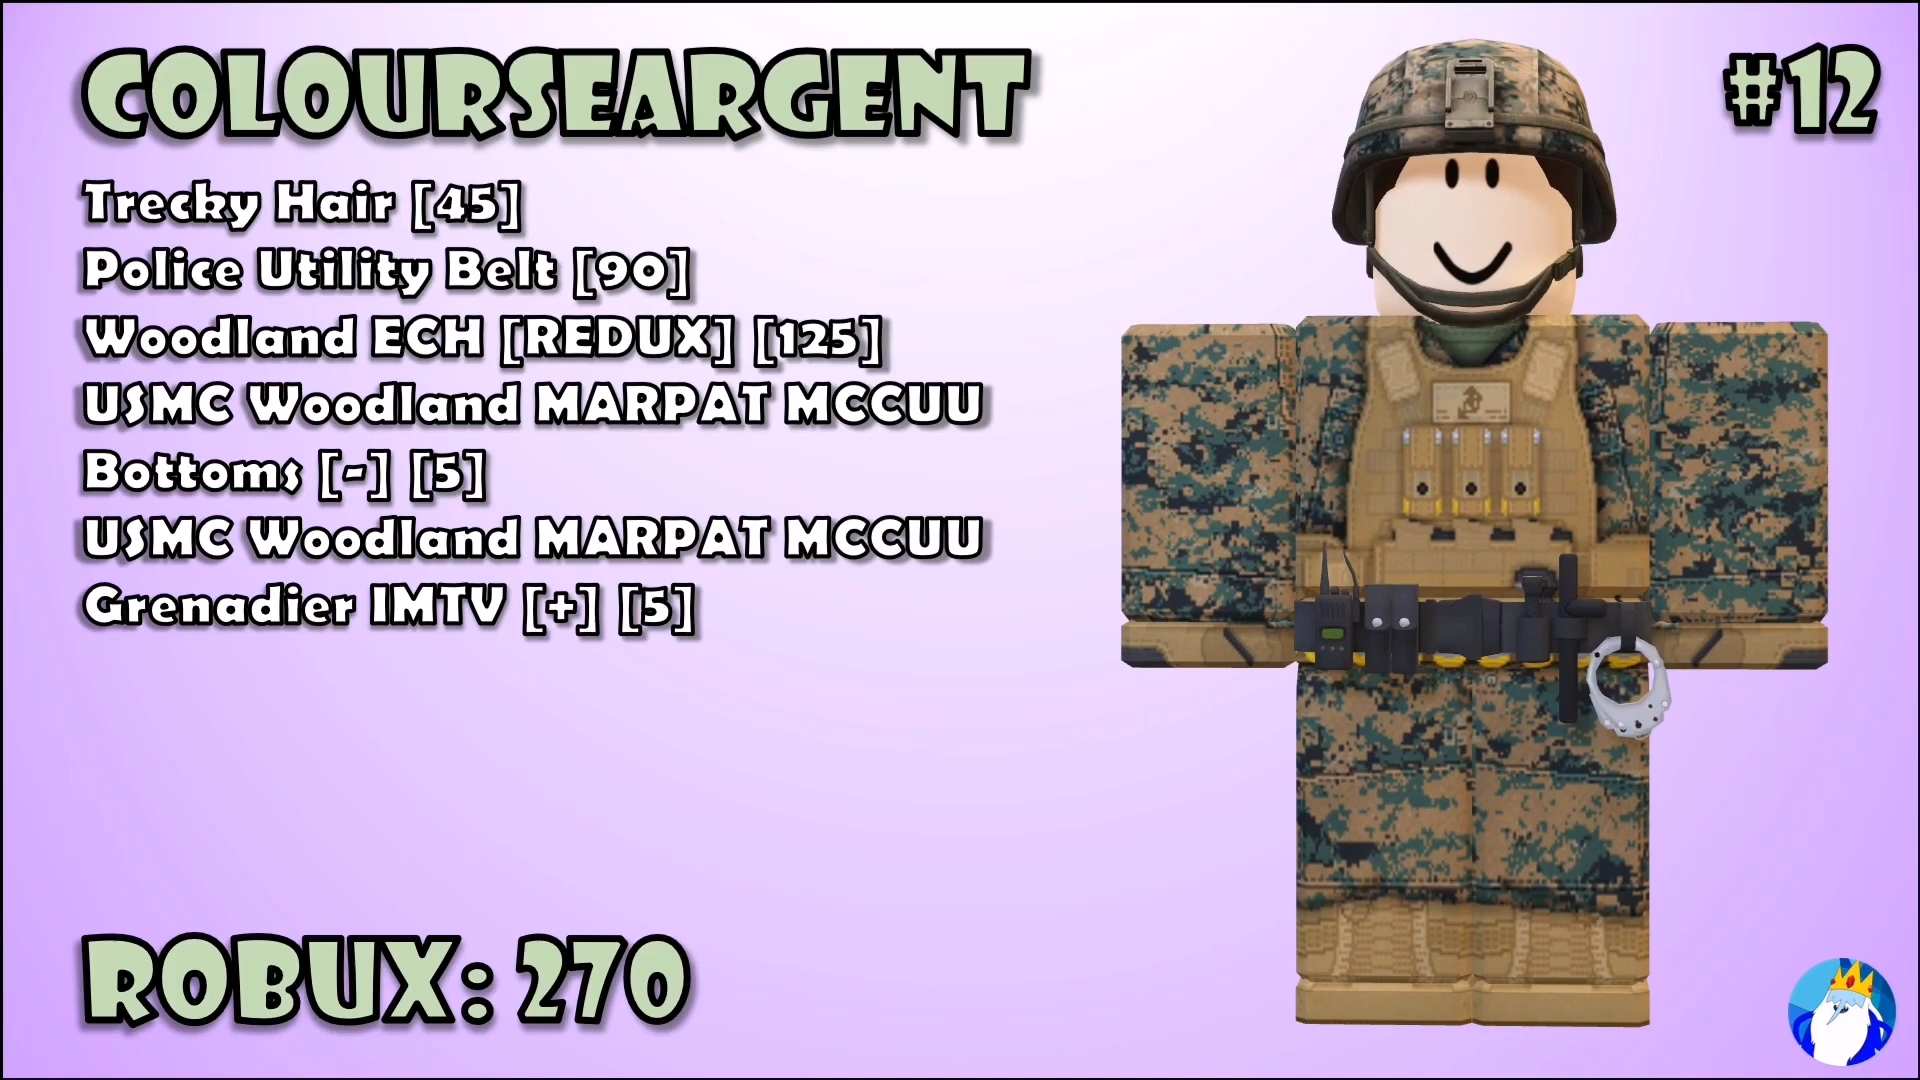 COLOURSEARGENT
#12
Trecky Hair [45]
Police Utility Belt [90]
Woodland ECH [REDUX] [125]
USMC Woodland MARPAT MCCUU
Bottoms [-] [5]
USMC Woodland MARPAT MCCUU
Grenadier IMTV [+] [5]
ROBUX: 270